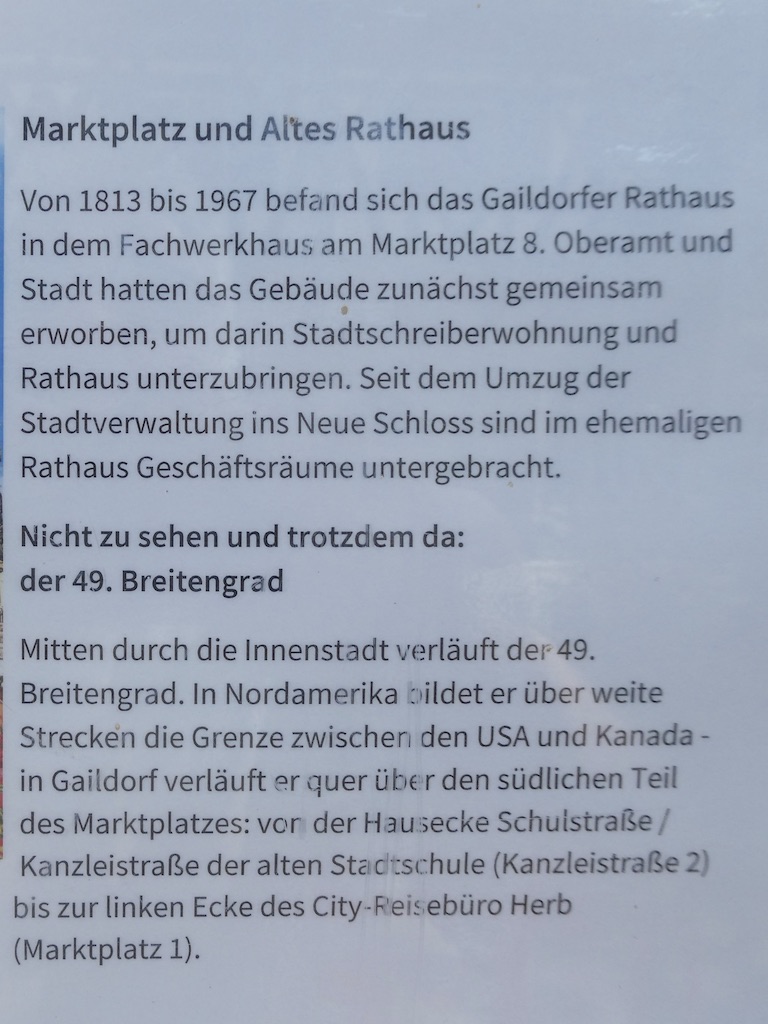 Marktplatz und Altes Rathaus
Von 1813 bis 1967 befand sich das Gaildorfer Rathaus
in dem Fachwerkhaus am Marktplatz 8. Oberamt und
Stadt hatten das Gebäude zunächst gemeinsam
erworben, um darin Stadtschreiberwohnung und
Rathaus unterzubringen. Seit dem Umzug der
Stadtverwaltung ins Neue Schloss sind im ehemaligen
Rathaus Geschäftsräume untergebracht.
Nicht zu sehen und trotzdem da:
der 49. Breitengrad
Mitten durch die Innenstadt verläuft der 49.
Breitengrad. In Nordamerika bildet er über weite
Strecken die Grenze zwischen den USA und Kanada -
in Gaildorf verläuft er quer über den südlichen Teil
des Marktplatzes: von der Hausecke Schulstraße /
Kanzleistraße der alten Stadtschule (Kanzleistraße 2)
bis zur linken Ecke des City-Reisebüro Herb
(Marktplatz 1).